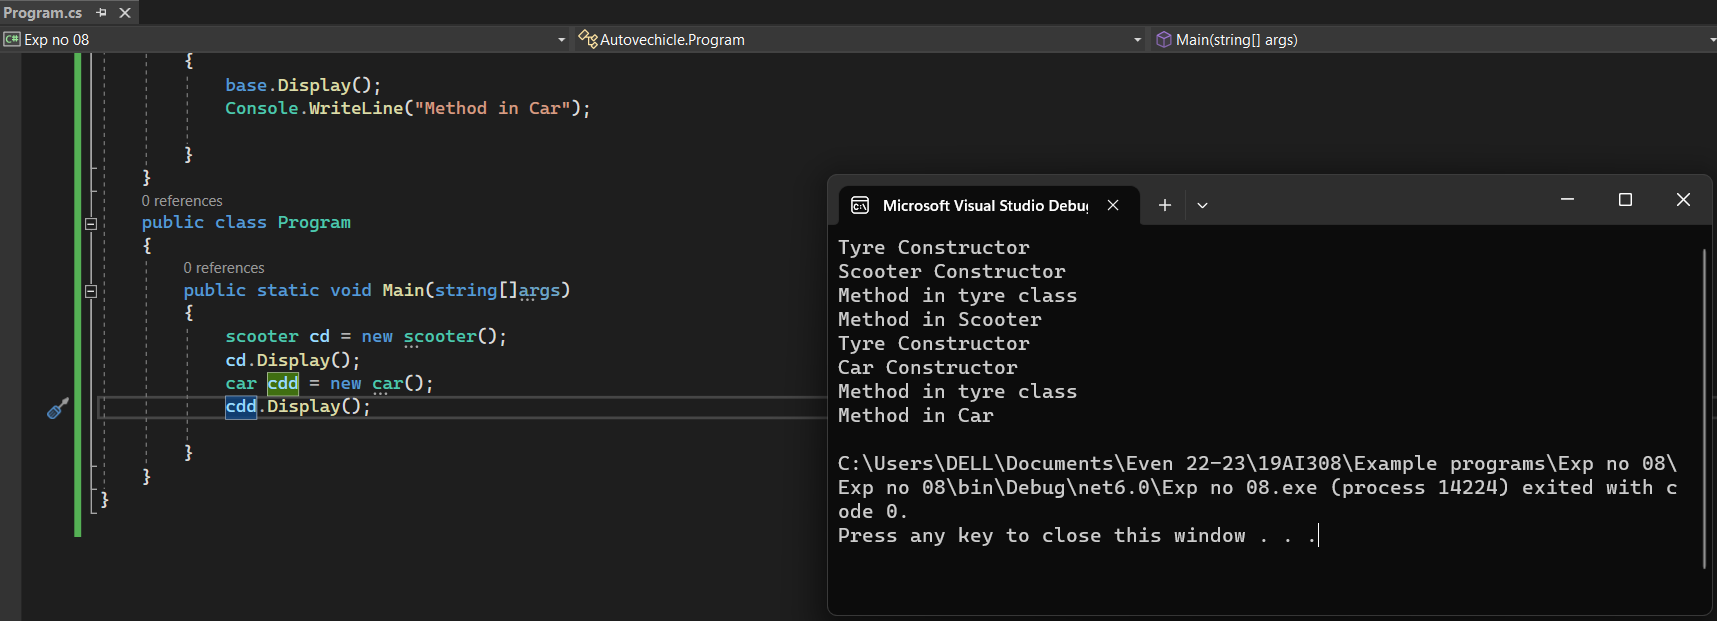 Program.cs
C# Exp no 08
Autovechicle.Program
Main(string[] args)
{
base.Display();
Console.WriteLine("Method in Car");
}
}
0 references
public class Program
{
0 references
public static void Main(string[]args)
{
scooter cd = new scooter();
cd.Display();
car cdd = new car();
cdd.Display();
}
}
}
C:\ Microsoft Visual Studio Debu
Tyre Constructor
Scooter Constructor
Method in tyre class
Method in Scooter
Tyre Constructor
Car Constructor
Method in tyre class
Method in Car
C:\Users\DELL\Documents\Even 22-23\19AI308\Example programs\Exp no 08\
Exp no 08\bin\Debug\net6.0\Exp no 08.exe (process 14224) exited with c
ode 0.
Press any key to close this window . . .